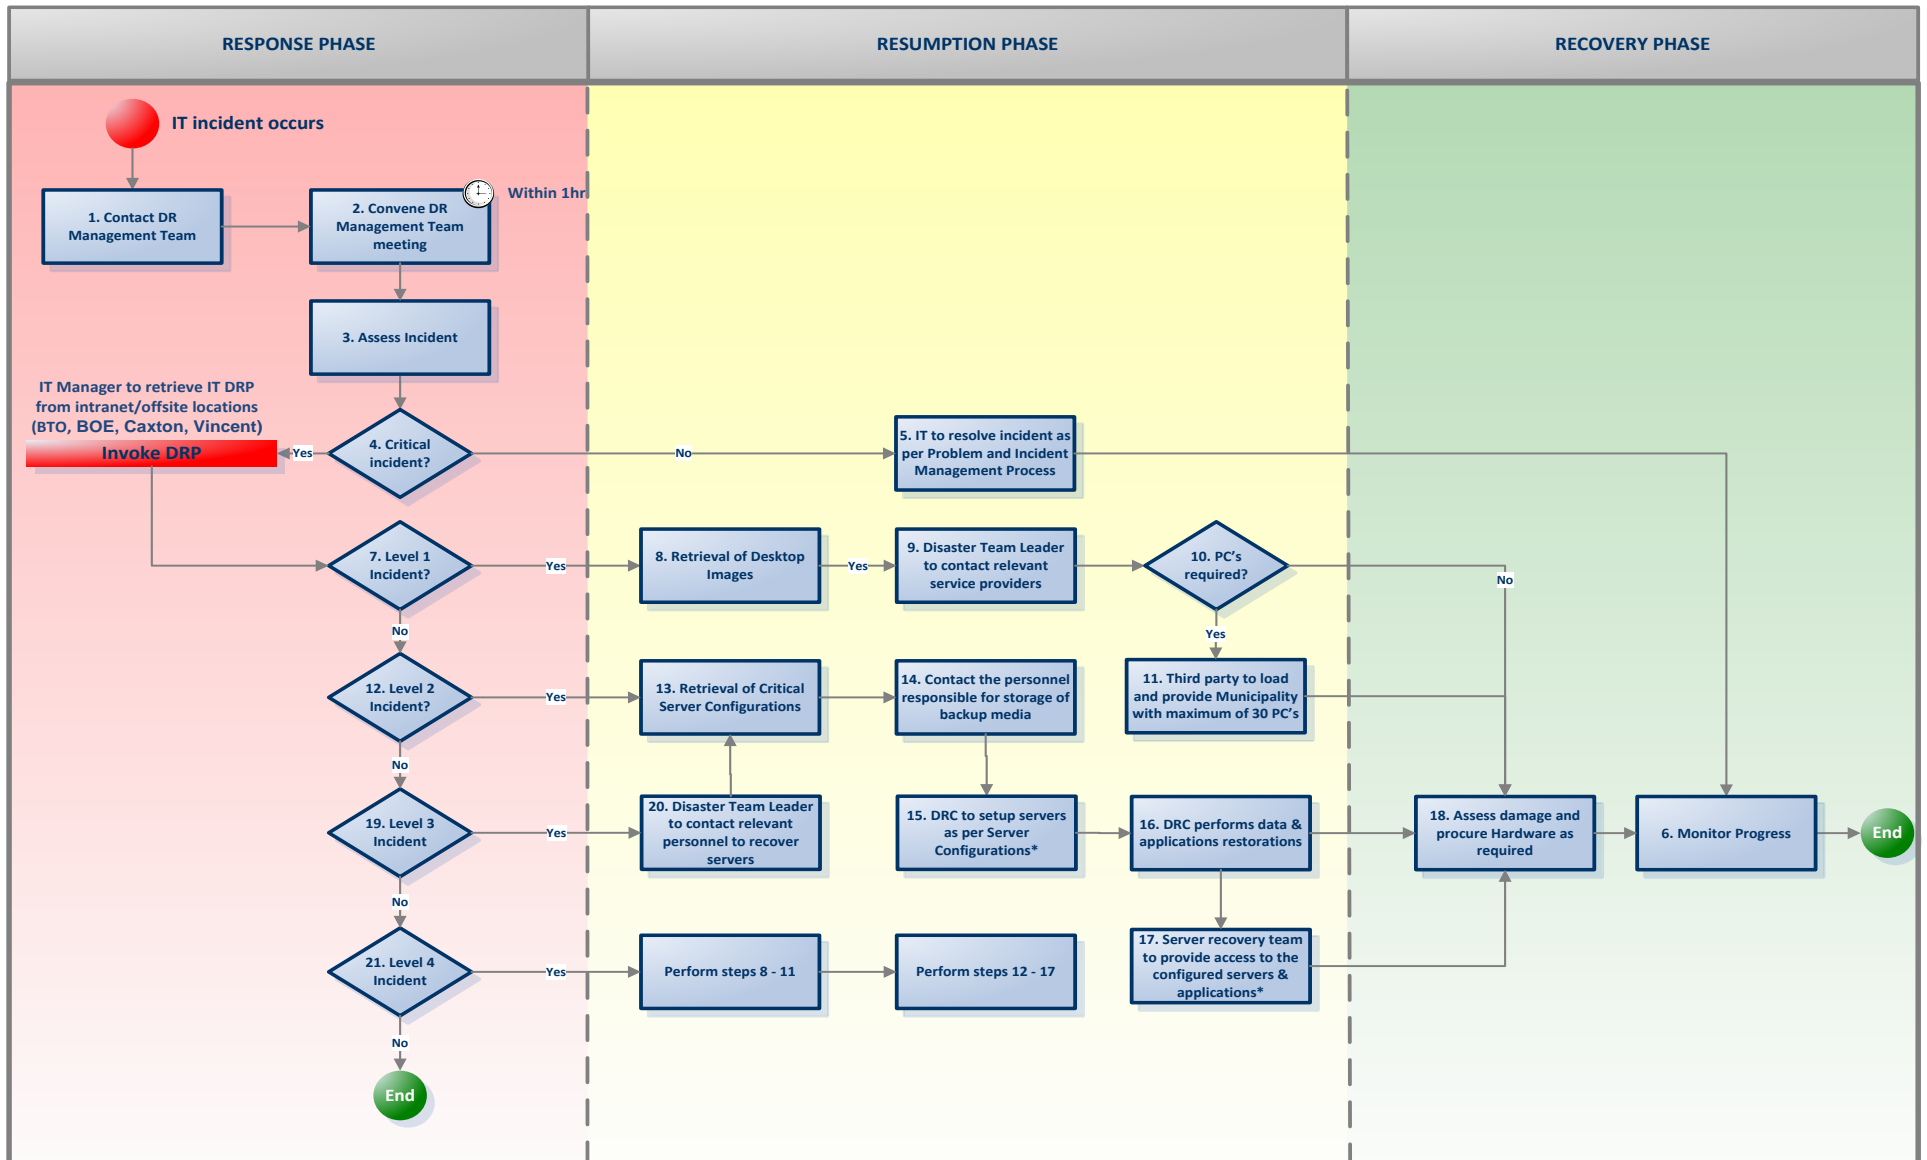 RESPONSE PHASE
RESUMPTION PHASE
RECOVERY PHASE
IT incident occurs
1. Contact DR
Management Team
2. Convene DR
Management Team
meeting
Within 1hr
3. Assess Incident
IT Manager to retrieve IT DRP
from intranet/offsite locations
(BTO, BOE, Caxton, Vincent)
Invoke DRP
Yes
4. Critical
incident?
No
5. IT to resolve incident as
per Problem and Incident
Management Process
7. Level 1
Incident?
Yes
8. Retrieval of Desktop
Images
Yes
9. Disaster Team Leader
to contact relevant
service providers
10. PC's
required?
No
No
Yes
12. Level 2
Incident?
Yes
13. Retrieval of Critical
Server Configurations
14. Contact the personnel
responsible for storage of
backup media
11. Third party to load
and provide Municipality
with maximum of 30 PC's
No
19. Level 3
Incident
Yes
20. Disaster Team Leader
to contact relevant
personnel to recover
servers
15. DRC to setup servers
as per Server
Configurations*
16. DRC performs data &
applications restorations
18. Assess damage and
procure Hardware as
required
6. Monitor Progress
End
No
21. Level 4
Incident
Yes
Perform steps 8 - 11
Perform steps 12 - 17
17. Server recovery team
to provide access to the
configured servers &
applications*
No
End